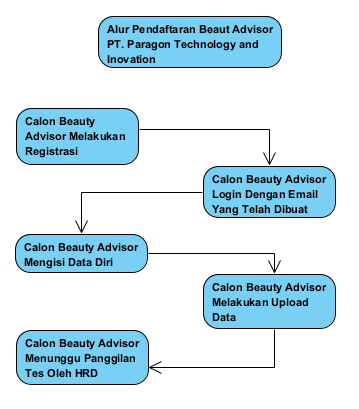 Alur Pendaftaran Beaut Advisor
PT. Paragon Technology and
Inovation
Calon Beauty
Advisor Melakukan
Registrasi
Calon Beauty Advisor
Login Dengan Email
Yang Telah Dibuat
Calon Beauty Advisor
Mengisi Data Diri
Calon Beauty Advisor
Melakukan Upload
Data
Calon Beauty Advisor
Menunggu Panggilan
Tes Oleh HRD